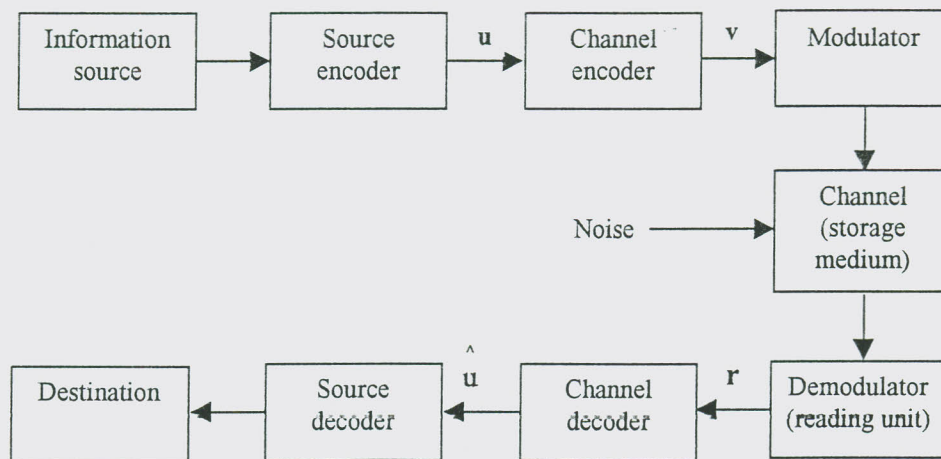 Information
source
Source
encoder
u
Channel
encoder
v
Modulator
Channel
(storage
medium)
Noise
Demodulator
(reading unit)
r
Channel
decoder
û
Source
decoder
Destination